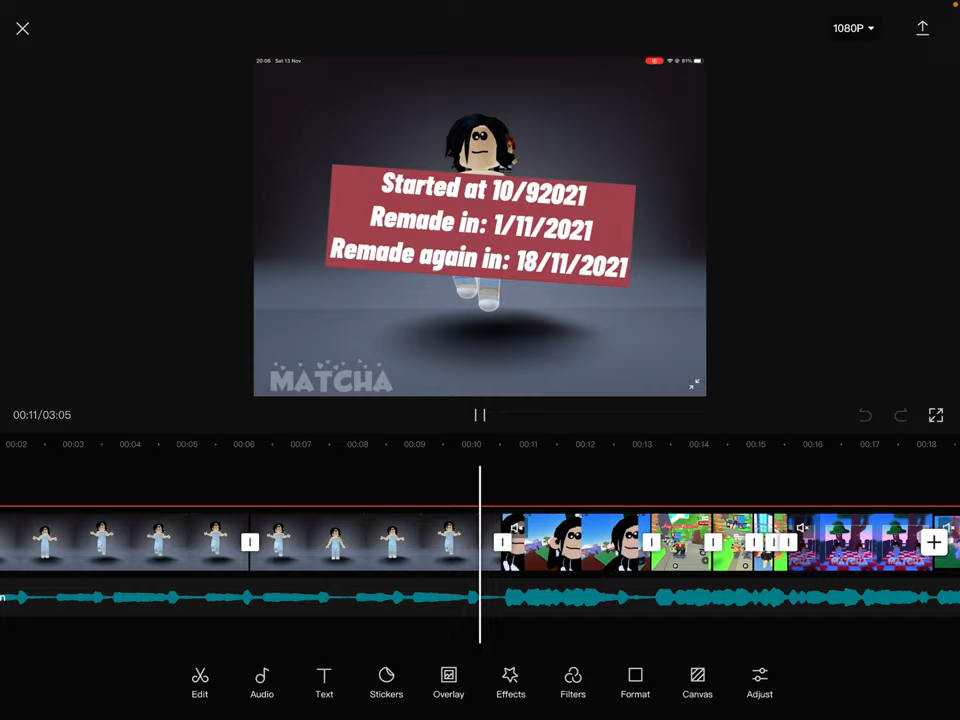 1080P
20:06 Sat 13 Nov
81%
Started at 10/92021
Remade in: 1/11/2021
Remade again in: 18/11/2021
MATCHA
00:11/03:05
00:02 00:03 00:04 00:05 00:06 00:07 00:08 00:09 00:10 00:11 00:12 00:13 00:14 00:15 00:16 00:17 00:18
MATCHA MATCHA
Edit Audio Text Stickers Overlay Effects Filters Format Canvas Adjust